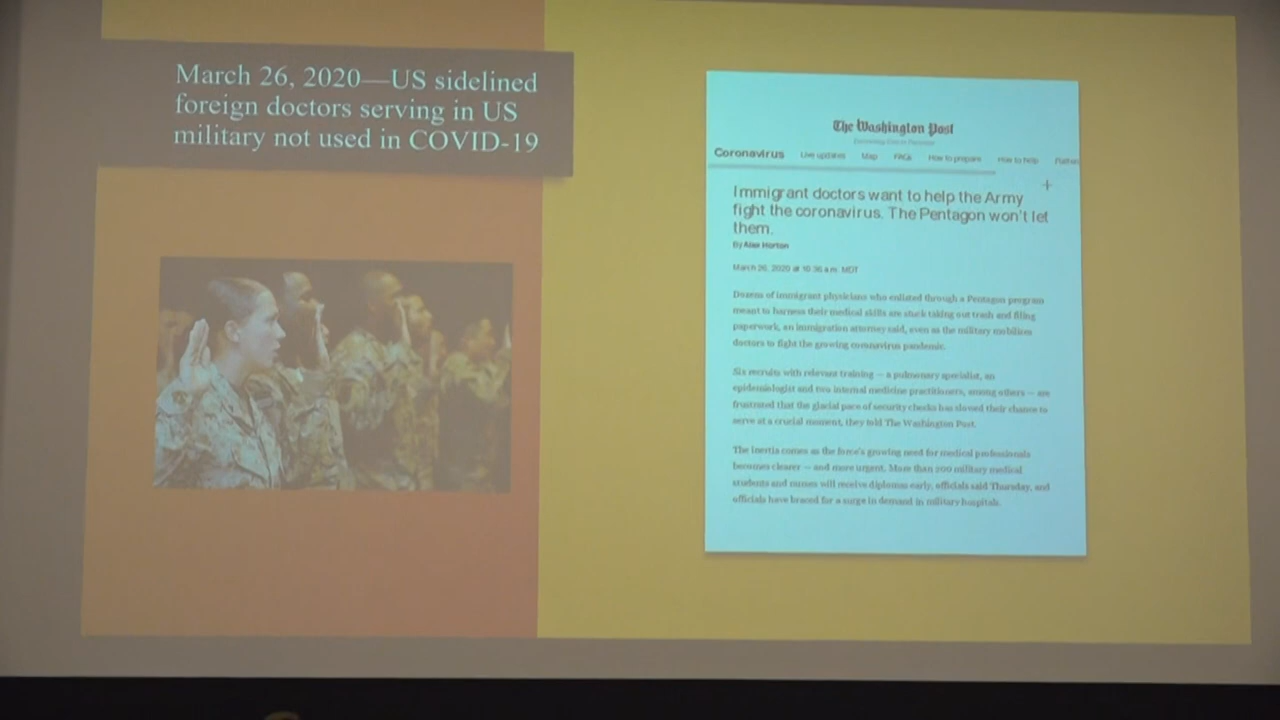 March 26, 2020—US sidelined
foreign doctors serving in US
military not used in COVID-19
The Washington Post
Coronavirus Live updates Map FAQs How to prepare How to help
Immigrant doctors want to help the Army
fight the coronavirus. The Pentagon won't let
them.
By Alex Horton
March 26, 2020 at 10:36 a.m. MDT
Dozens of immigrant physicians who enlisted through a Pentagon program
meant to harness their medical skills are stuck taking out trash and filing
paperwork, an immigration attorney said, even as the military mobilizes
doctors to fight the growing coronavirus pandemic.
Six recruits with relevant training — a pulmonary specialist, an
epidemiologist and two internal medicine practitioners, among others — are
frustrated that the glacial pace of security checks has slowed their chance to
serve at a crucial moment, they told The Washington Post.
The inertia comes as the force's growing need for medical professionals
becomes clearer — and more urgent. More than 200 military medical
students and nurses will receive diplomas early, officials said Thursday, and
officials have braced for a surge in demand in military hospitals.